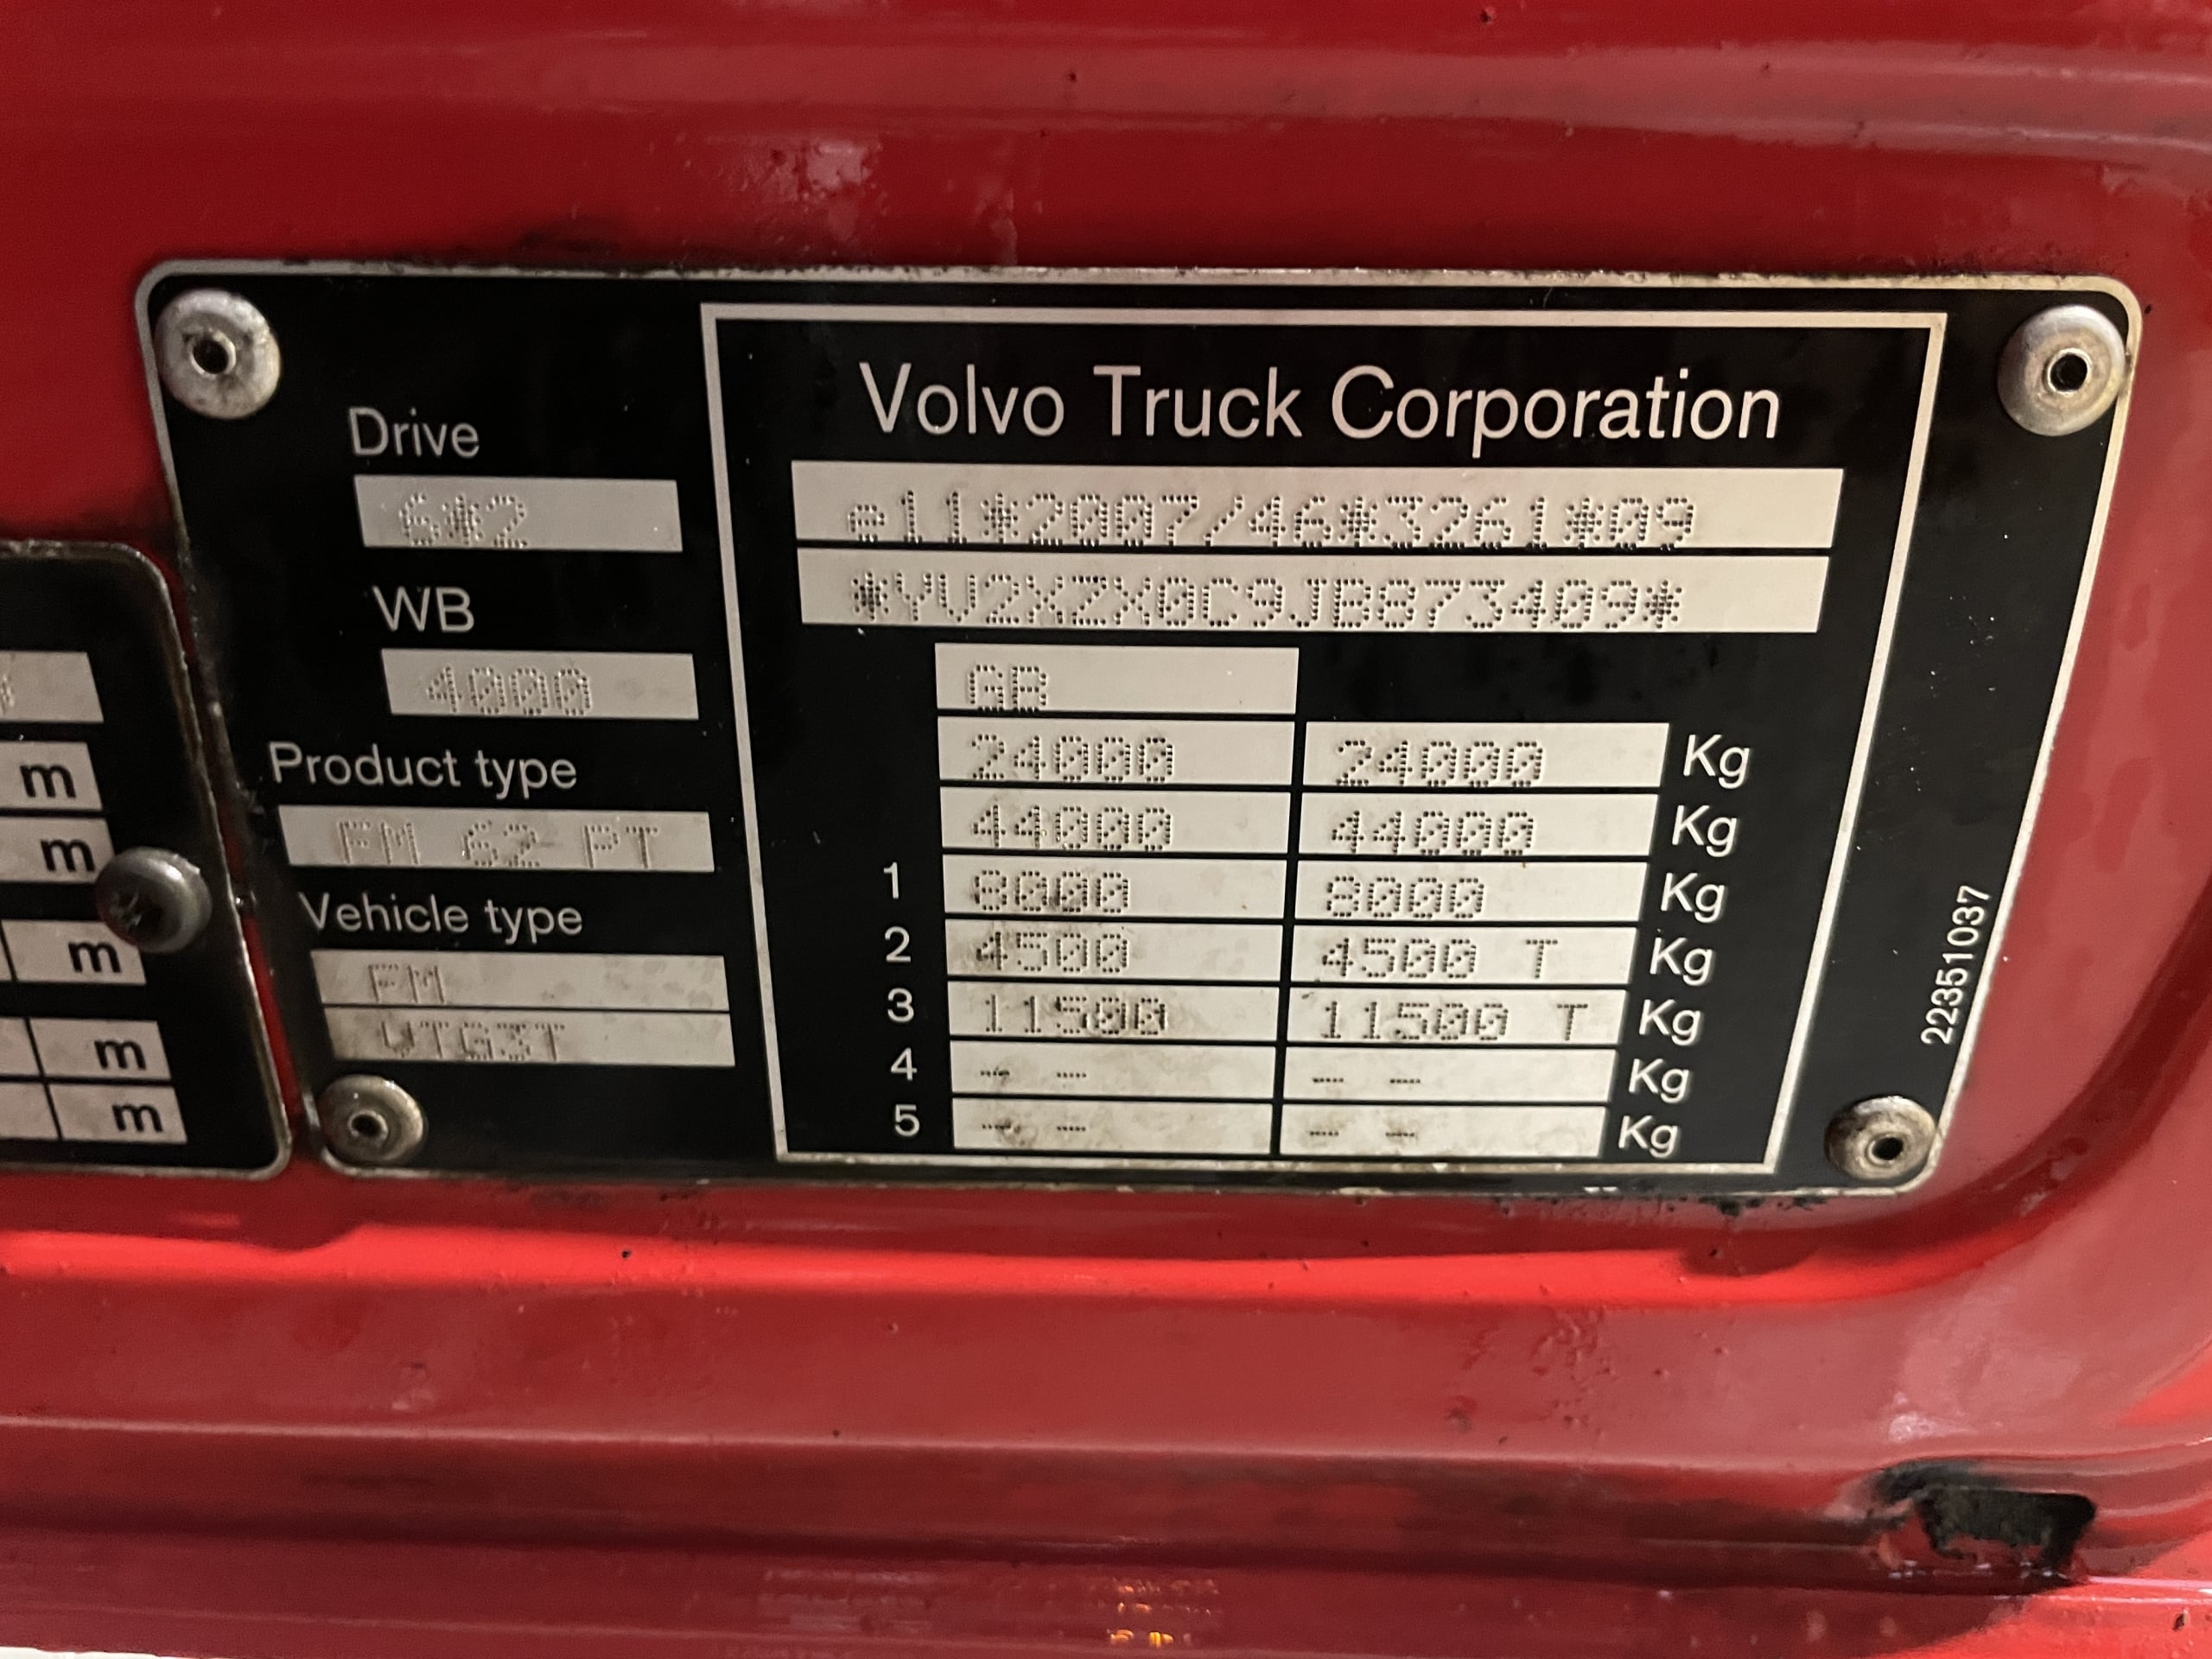 Volvo Truck Corporation
Drive
6*2
WB
4000
Product type
FM 62 PT
Vehicle type
FM
VTG3T
e11*2007/46*3261*09
*YV2XZX0C9JB873409*
GB
24000 24000 Kg
44000 44000 Kg
1 8000 8000 Kg
2 4500 4500 T Kg
3 11500 11500 T Kg
4 -- -- -- -- Kg
5 -- -- -- -- Kg
22351037
m
m
m
m
m